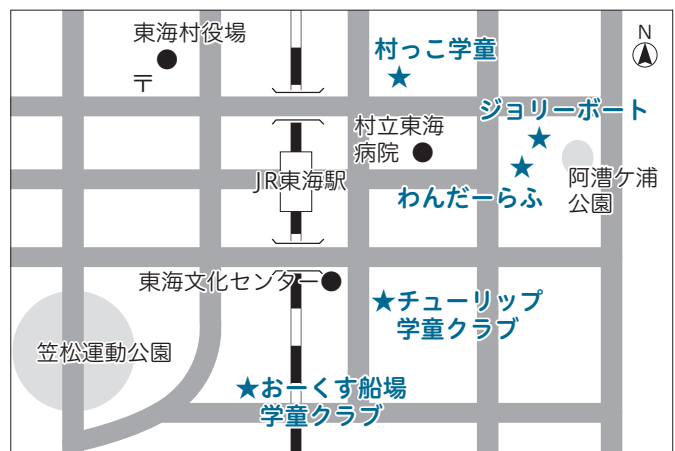 東海村役場
〒
村っこ学童
★
N
ジョリーボート
★
村立東海
病院
JR東海駅
★
わんだーらふ
阿漕ケ浦
公園
東海文化センター
★チューリップ
学童クラブ
笠松運動公園
★おーくす船場
学童クラブ